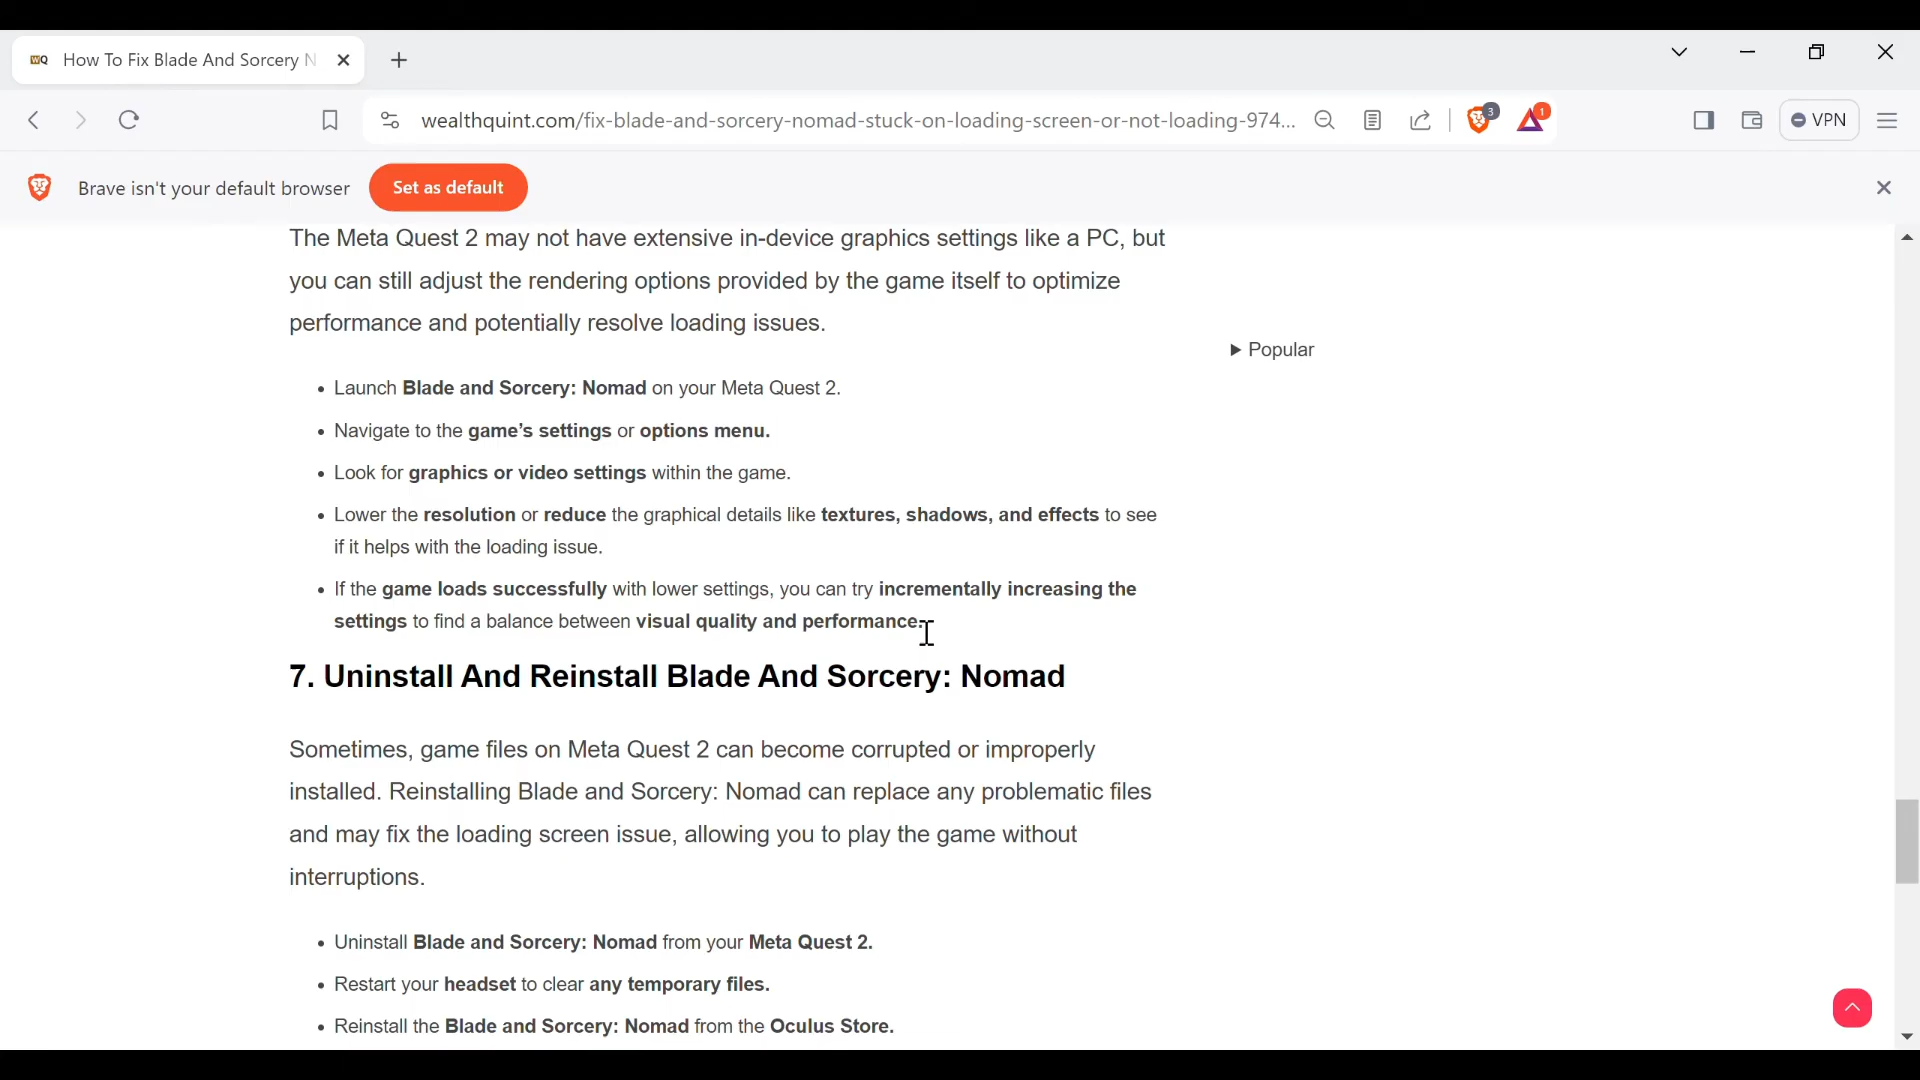 WQ How To Fix Blade And Sorcery N
wealthquint.com/fix-blade-and-sorcery-nomad-stuck-on-loading-screen-or-not-loading-974...
3
1
VPN
Brave isn't your default browser
Set as default
The Meta Quest 2 may not have extensive in-device graphics settings like a PC, but
you can still adjust the rendering options provided by the game itself to optimize
performance and potentially resolve loading issues.
▶ Popular
• Launch Blade and Sorcery: Nomad on your Meta Quest 2.
• Navigate to the game’s settings or options menu.
• Look for graphics or video settings within the game.
• Lower the resolution or reduce the graphical details like textures, shadows, and effects to see
if it helps with the loading issue.
• If the game loads successfully with lower settings, you can try incrementally increasing the
settings to find a balance between visual quality and performance.
7. Uninstall And Reinstall Blade And Sorcery: Nomad
Sometimes, game files on Meta Quest 2 can become corrupted or improperly
installed. Reinstalling Blade and Sorcery: Nomad can replace any problematic files
and may fix the loading screen issue, allowing you to play the game without
interruptions.
• Uninstall Blade and Sorcery: Nomad from your Meta Quest 2.
• Restart your headset to clear any temporary files.
• Reinstall the Blade and Sorcery: Nomad from the Oculus Store.